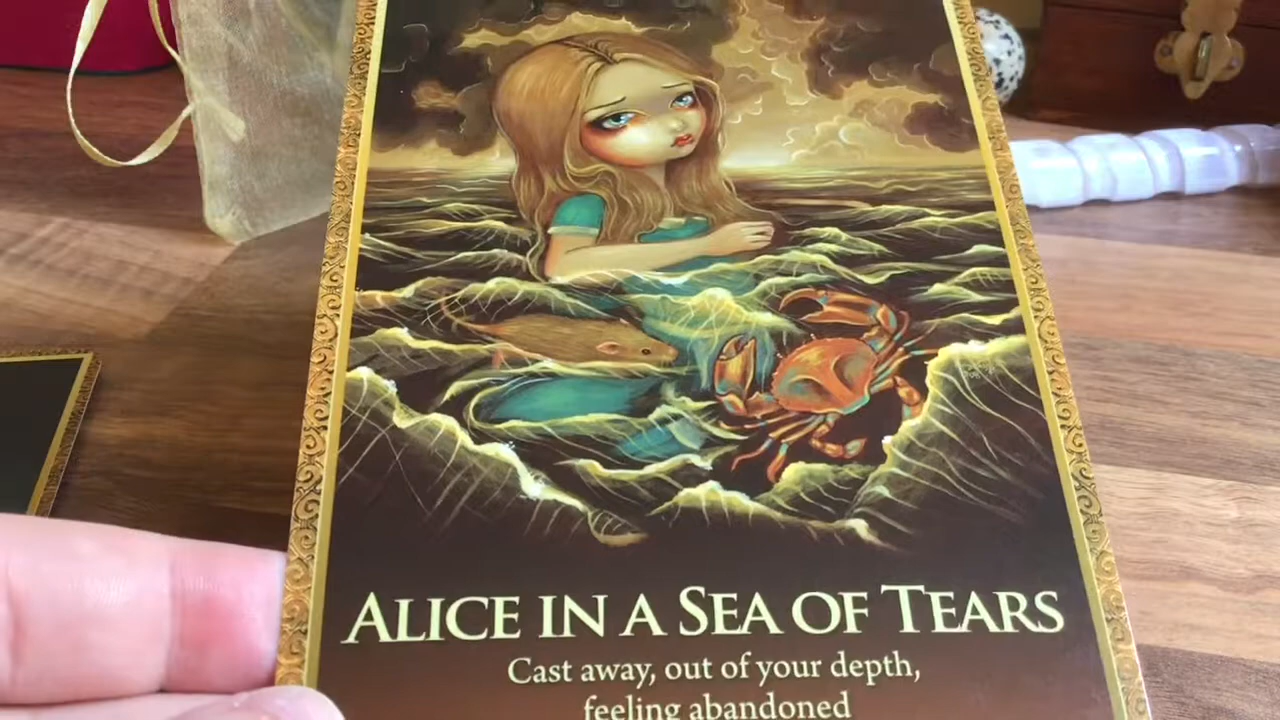 ALICE IN A SEA OF TEARS
Cast away, out of your depth,
feeling abandoned